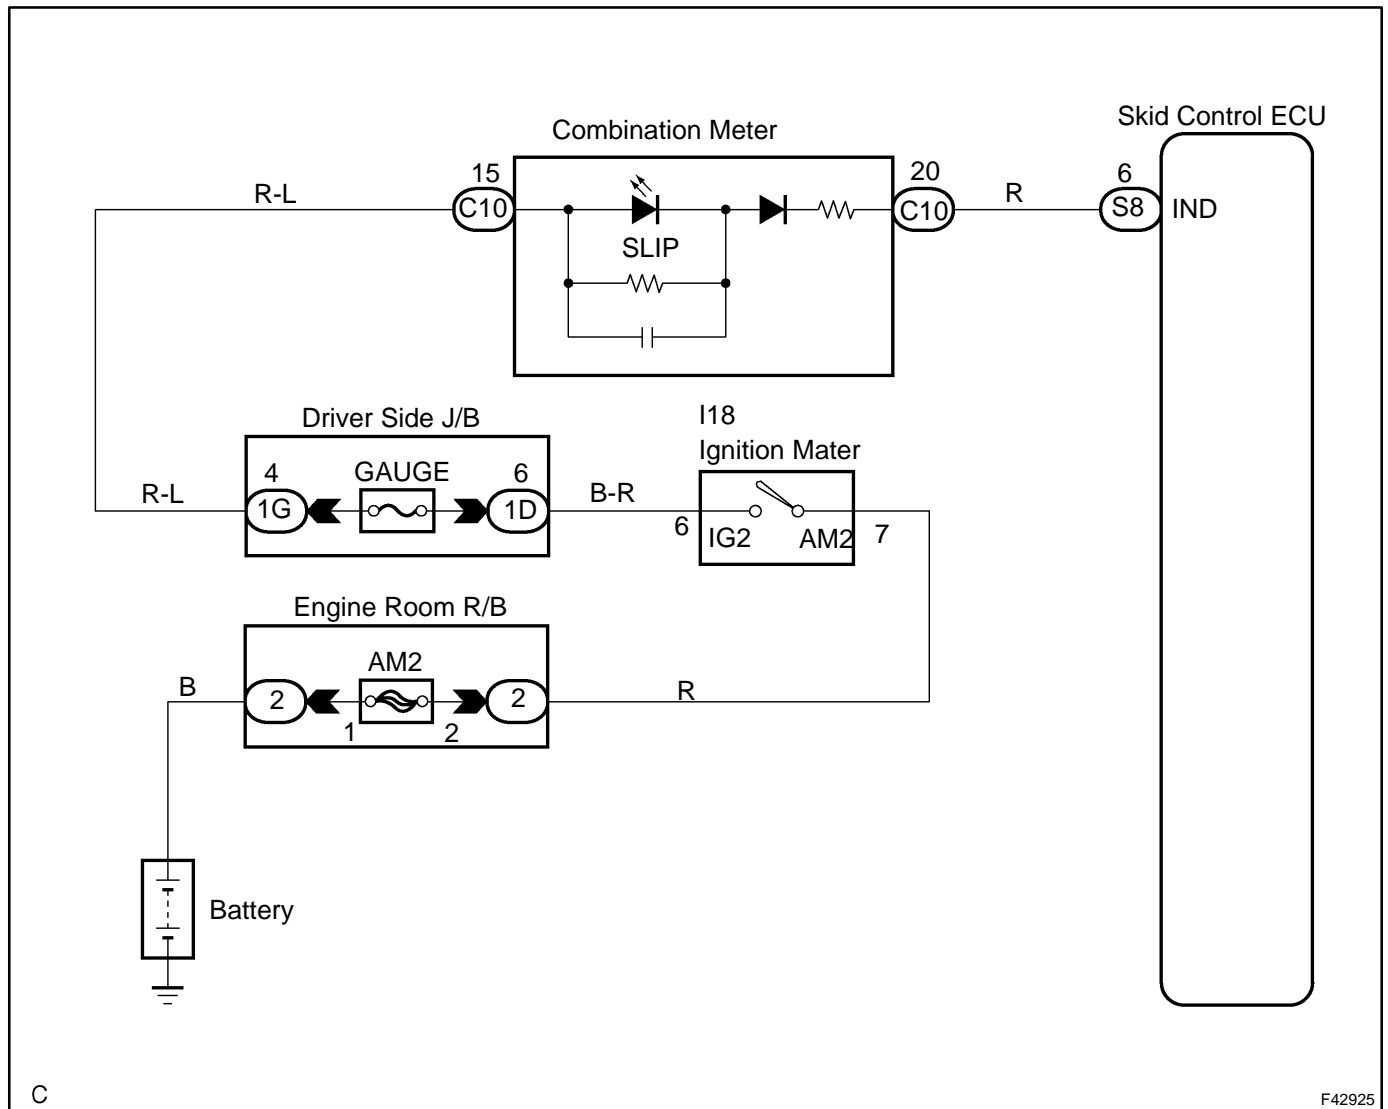 Skid Control ECU
Combination Meter
15
20
6
R-L
C10
C10
R
S8
IND
SLIP
Driver Side J/B
I18
Ignition Mater
4
GAUGE
6
R-L
1G
1D
B-R
6
IG2
AM2
7
Engine Room R/B
AM2
B
2
2
R
1
2
Battery
C
F42925